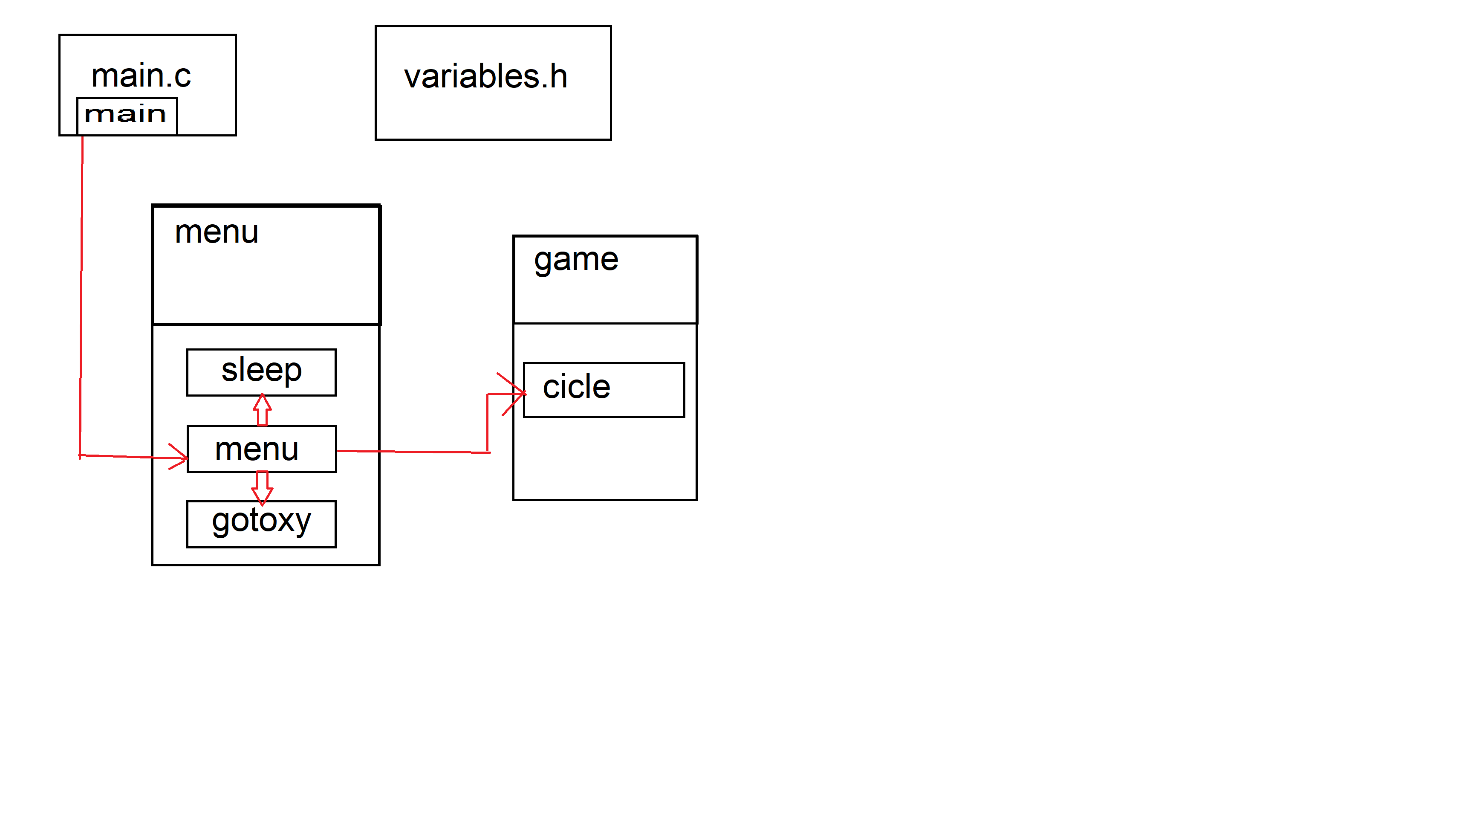 main.c
main
variables.h
menu
sleep
menu
gotoxy
game
cicle